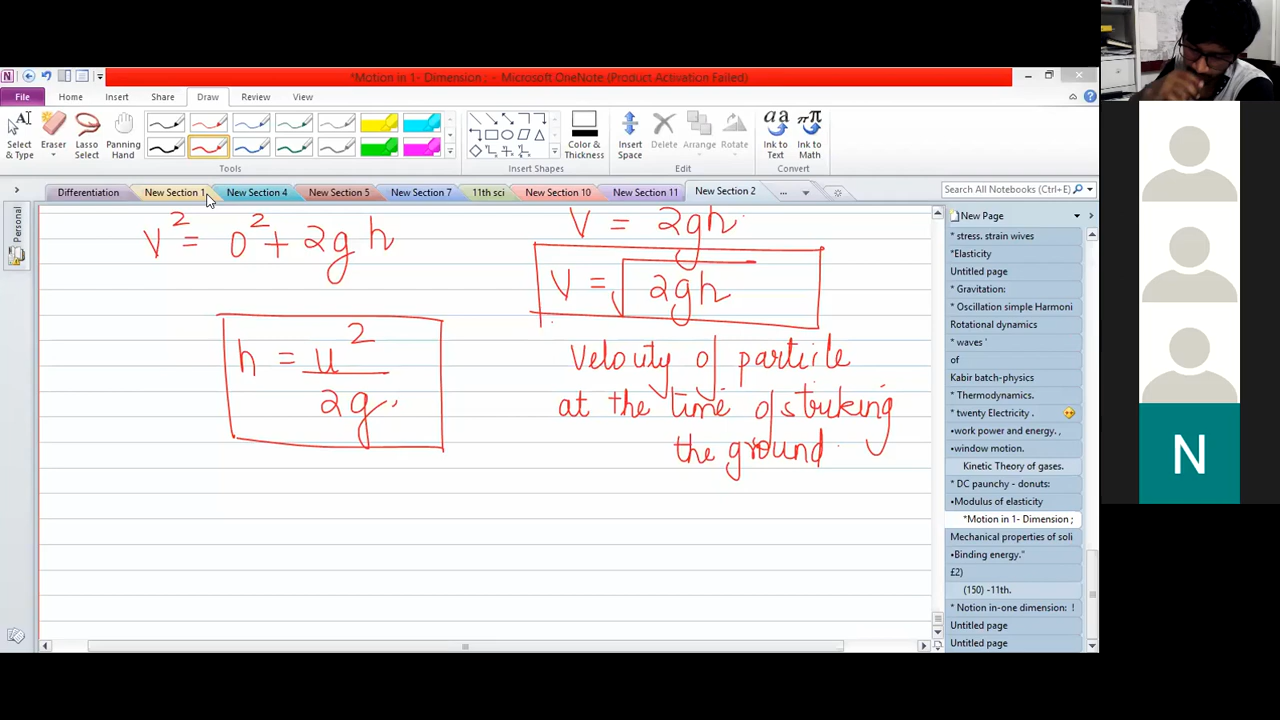 *Motion in 1- Dimension ; - Microsoft OneNote (Product Activation Failed)
File Home Insert Share Draw Review View
Select & Type
Eraser
Lasso Select
Panning Hand
Color & Thickness
Insert Space
Delete
Arrange
Rotate
Ink to Text
Ink to Math
Tools
Insert Shapes
Edit
Convert
Differentiation New Section 1 New Section 4 New Section 5 New Section 7 11th sci New Section 10 New Section 11 New Section 2 ...
Search All Notebooks (Ctrl+E)
Personal
V² = 0² + 2gh
h = u²/2g.
V = 2gh
V = √2gh
Velouty of particle
at the time of striking
the ground
New Page
* stress. strain wives
*Elasticity
Untitled page
* Gravitation:
* Oscillation simple Harmoni
Rotational dynamics
* waves '
of
Kabir batch-physics
* Thermodynamics.
* twenty Electricity .
•work power and energy. ,
•window motion.
Kinetic Theory of gases.
* DC paunchy - donuts:
•Modulus of elasticity
*Motion in 1- Dimension ;
Mechanical properties of soli
•Binding energy."
£2)
(150) -11th.
* Notion in-one dimension: !
Untitled page
Untitled page
N